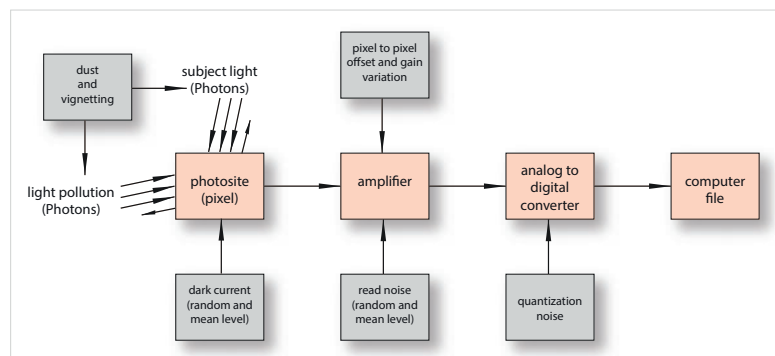 dust
and
vignetting
subject light
(Photons)
pixel to pixel
offset and gain
variation
light pollution
(Photons)
photosite
(pixel)
amplifier
analog to
digital
converter
computer
file
dark current
(random and
mean level)
read noise
(random and
mean level)
quantization
noise